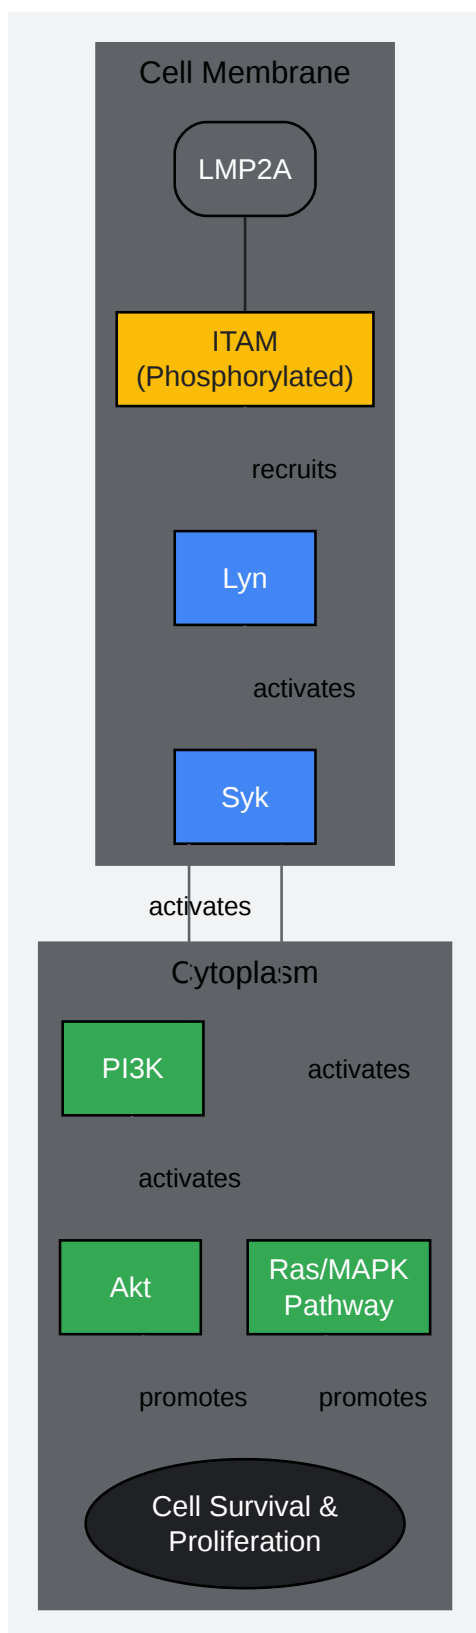 Cell Membrane
LMP2A
ITAM
(Phosphorylated)
recruits
Lyn
activates
Syk
activates
Cytoplasm
PI3K
activates
activates
Akt
Ras/MAPK
Pathway
promotes
promotes
Cell Survival &
Proliferation